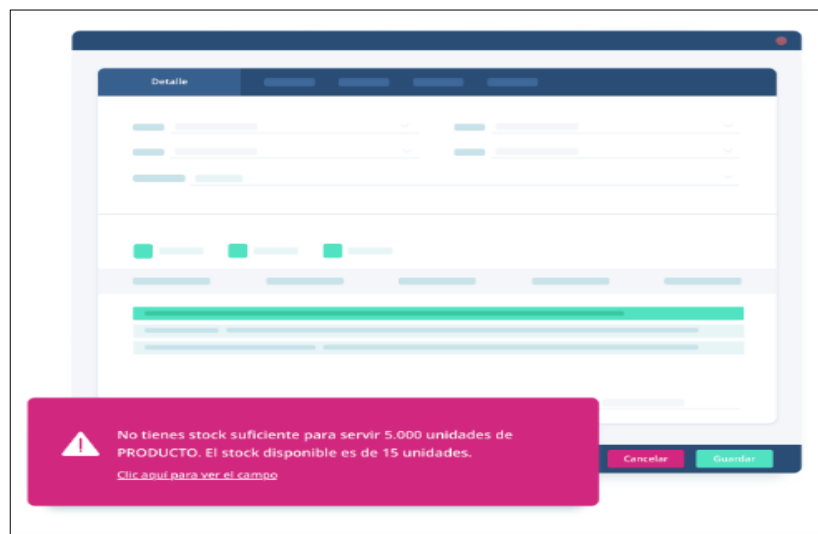 Detalle
No tienes stock suficiente para servir 5.000 unidades de
PRODUCTO. El stock disponible es de 15 unidades.
Clic aquí para ver el campo
Cancelar
Guardar